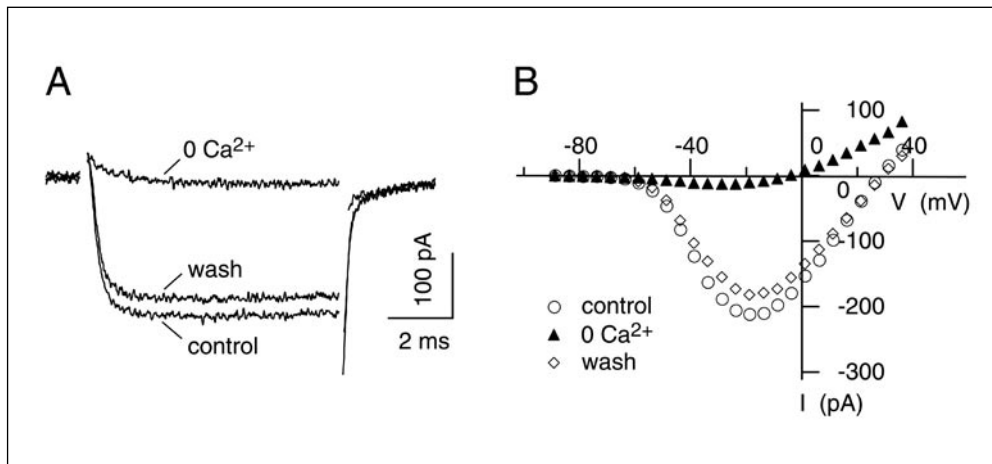 A
0 Ca²⁺
wash
control
100 pA
2 ms
B
100
-80
-40
0
40
0
V (mV)
-100
-200
-300
I (pA)
control
0 Ca²⁺
wash